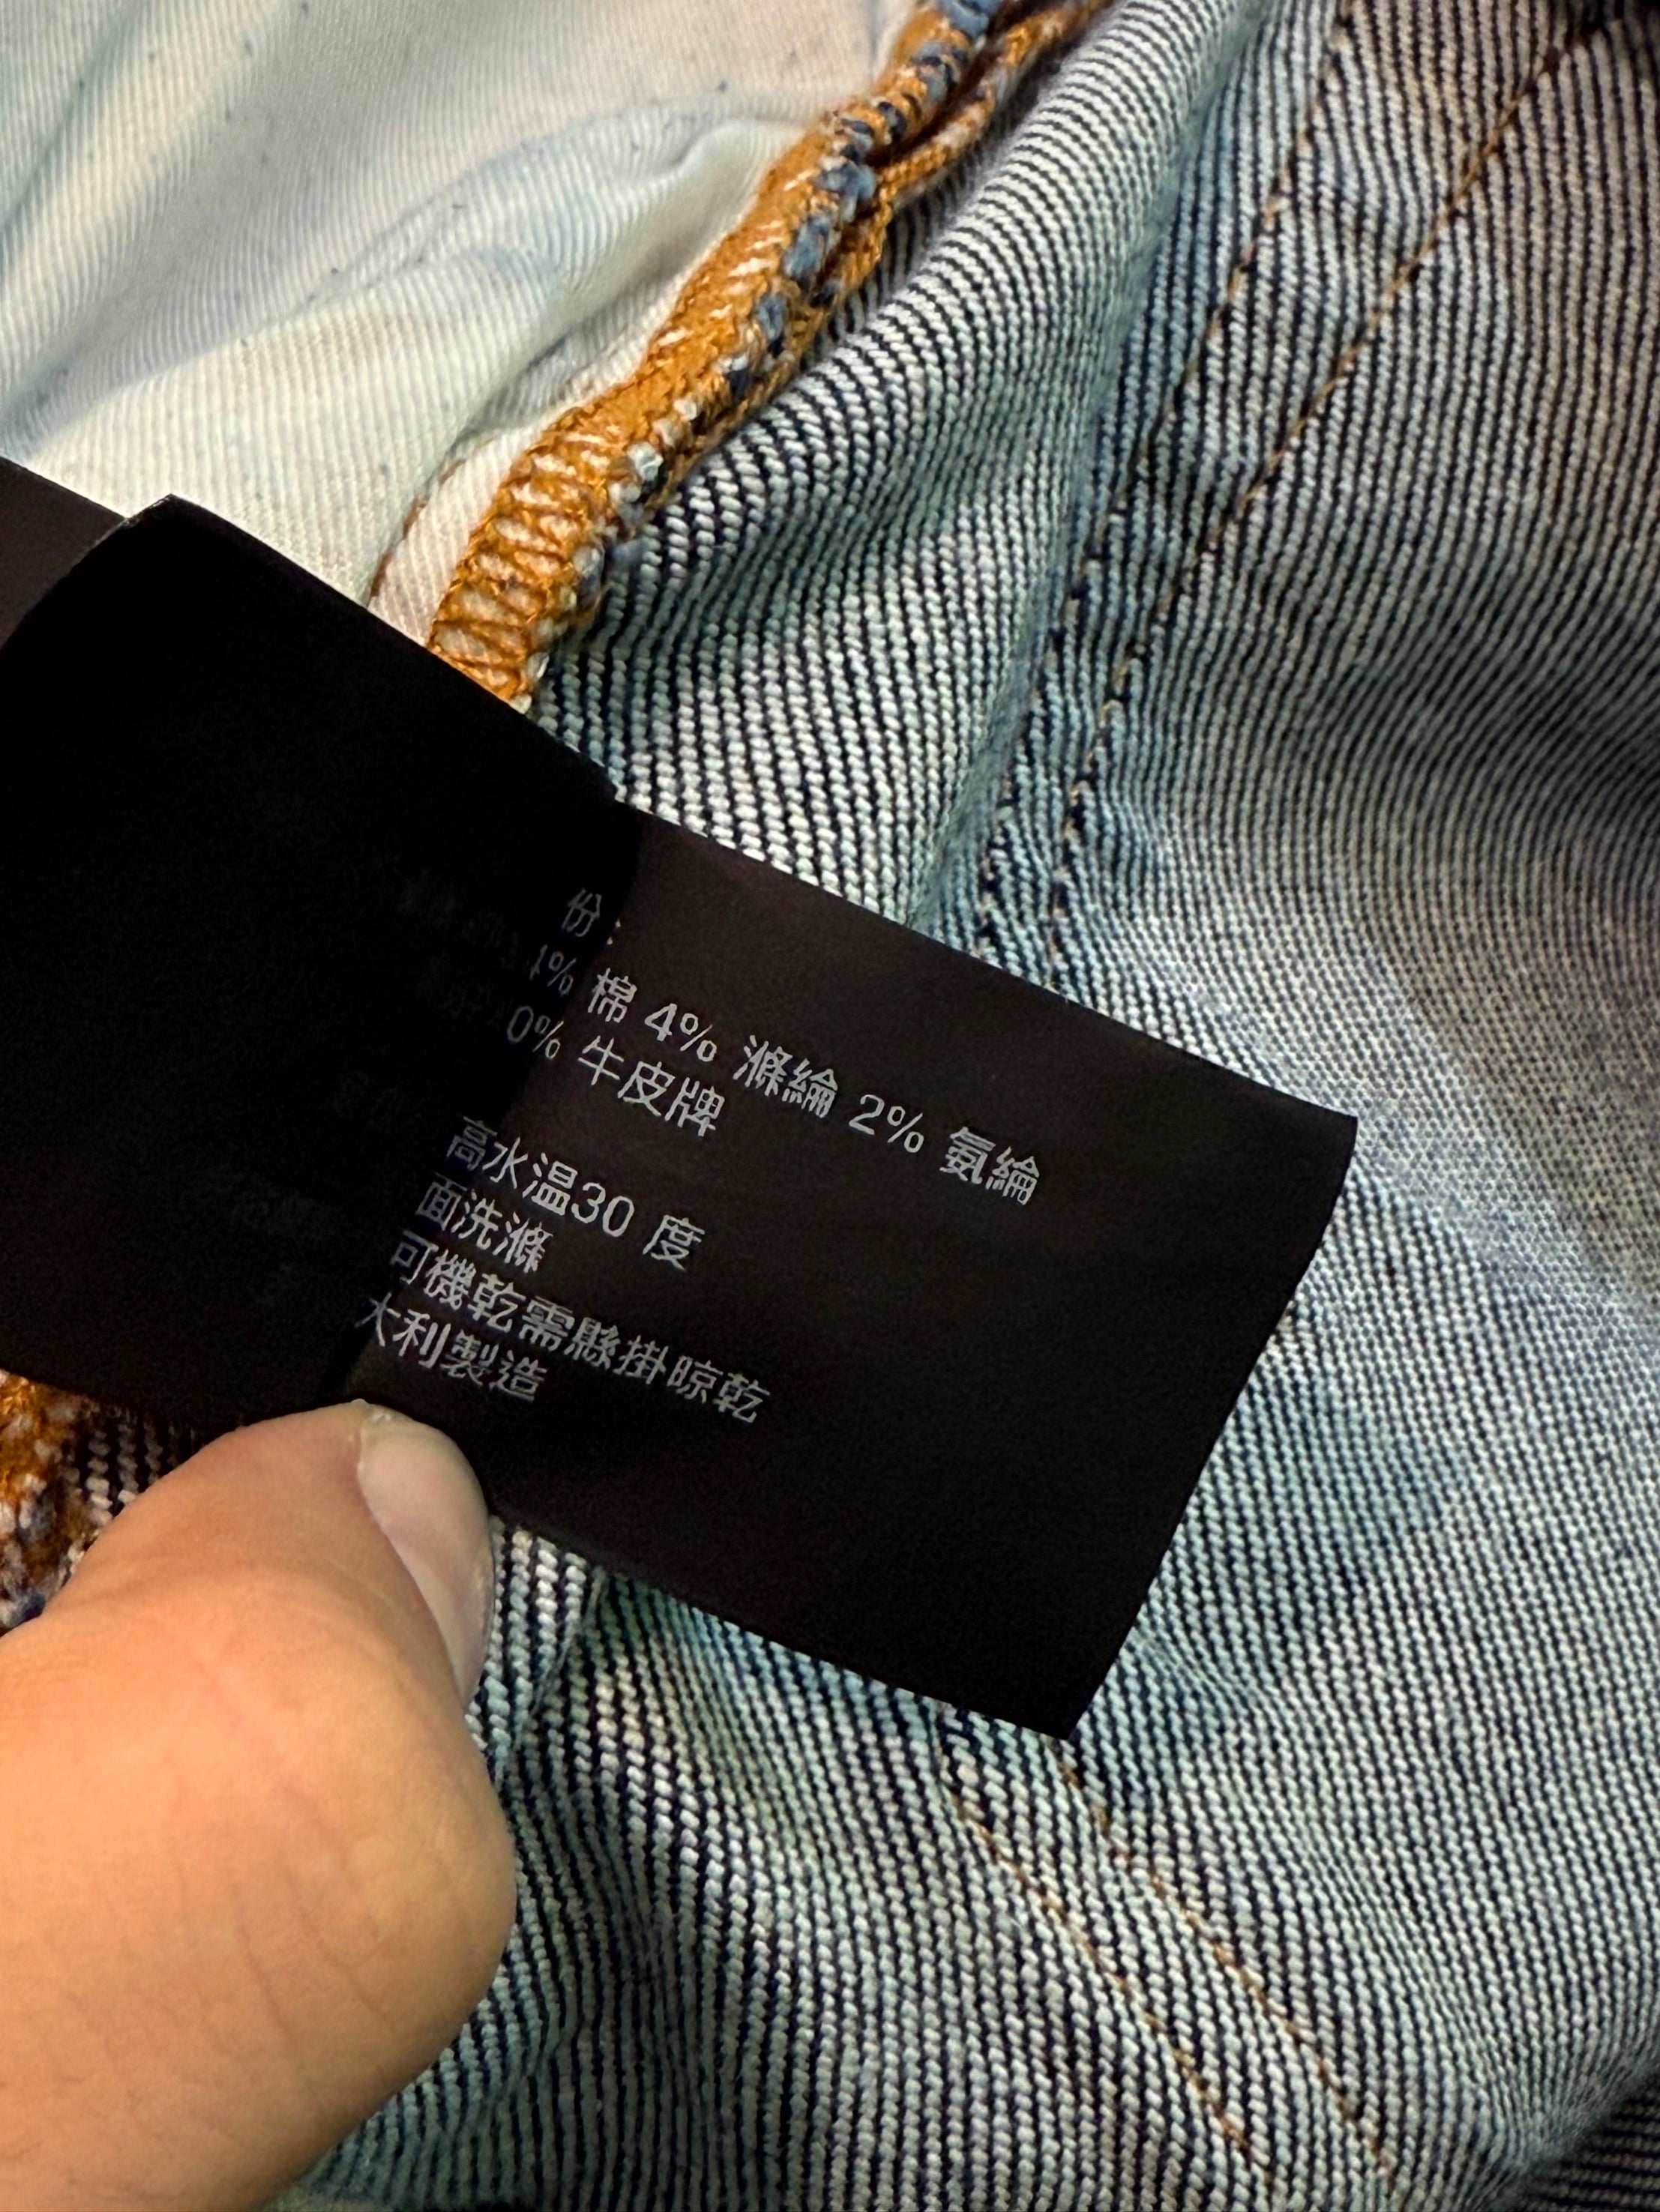 份:
4% 棉 4% 滌綸 2% 氨綸
0% 牛皮牌
高水温30 度
面洗滌
可機乾需懸掛晾乾
大利製造